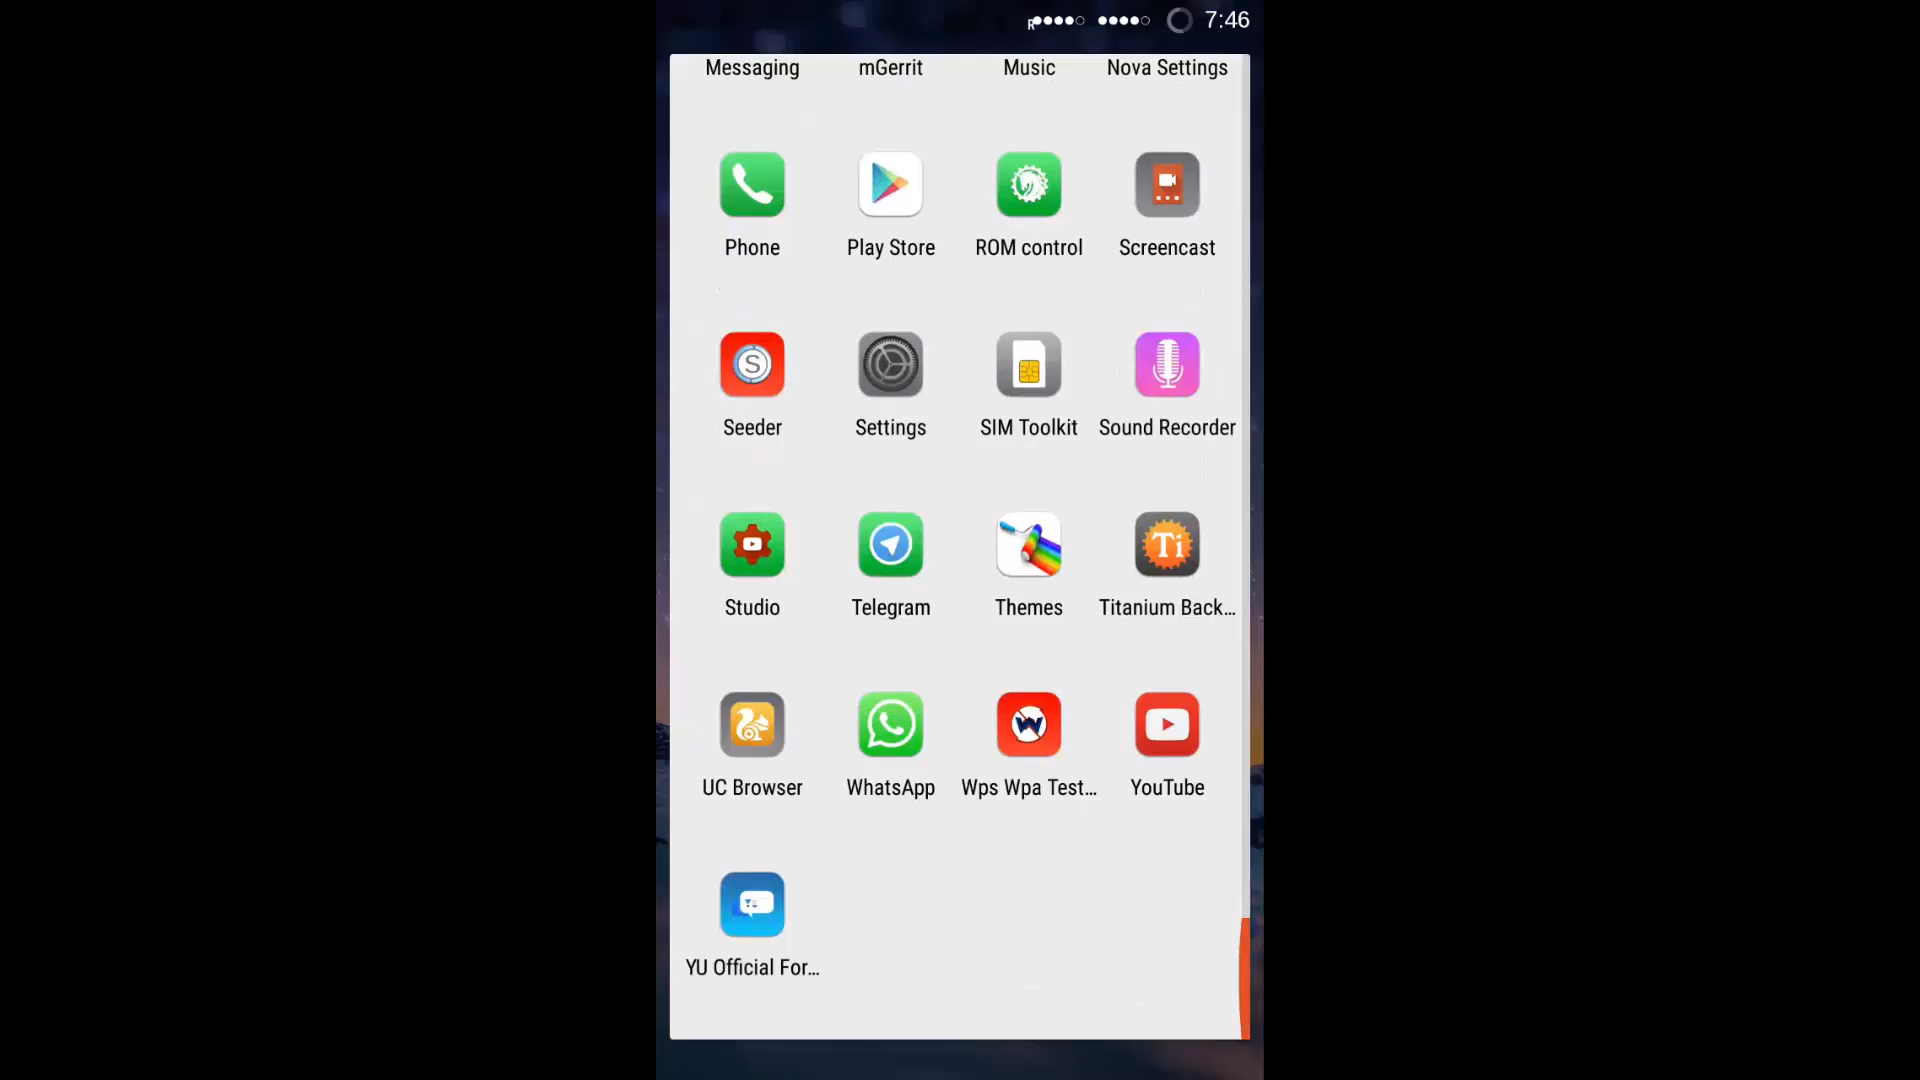 R 7:46
Messaging mGerrit Music Nova Settings
Phone Play Store ROM control Screencast
S
Seeder Settings SIM Toolkit Sound Recorder
Ti
Studio Telegram Themes Titanium Back...
W
UC Browser WhatsApp Wps Wpa Test... YouTube
YU Official For...